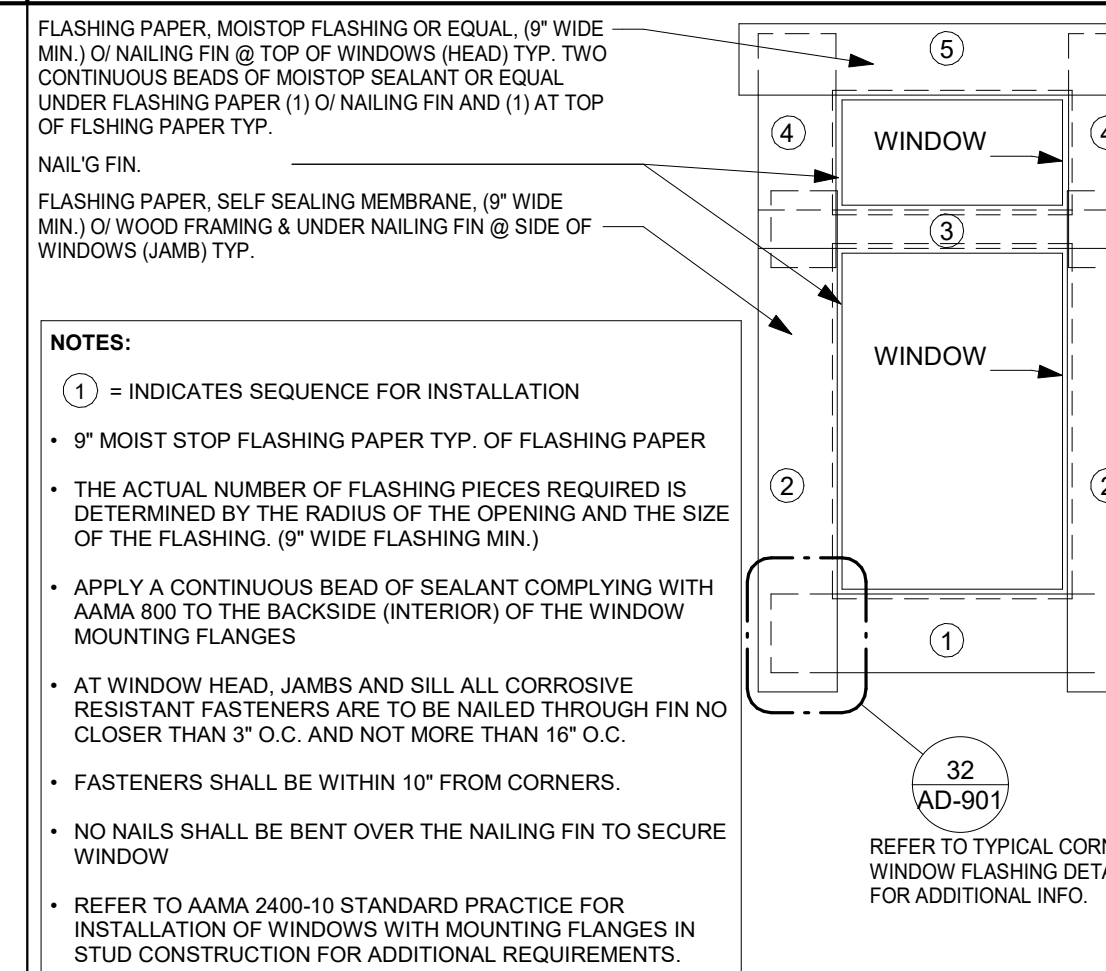 FLASHING PAPER, MOISTOP FLASHING OR EQUAL, (9" WIDE
MIN.) O/ NAILING FIN @ TOP OF WINDOWS (HEAD) TYP. TWO
CONTINUOUS BEADS OF MOISTOP SEALANT OR EQUAL
UNDER FLASHING PAPER (1) O/ NAILING FIN AND (1) AT TOP
OF FLSHING PAPER TYP.
NAIL'G FIN.
FLASHING PAPER, SELF SEALING MEMBRANE, (9" WIDE
MIN.) O/ WOOD FRAMING & UNDER NAILING FIN @ SIDE OF
WINDOWS (JAMB) TYP.
NOTES:
1 = INDICATES SEQUENCE FOR INSTALLATION
• 9" MOIST STOP FLASHING PAPER TYP. OF FLASHING PAPER
• THE ACTUAL NUMBER OF FLASHING PIECES REQUIRED IS
DETERMINED BY THE RADIUS OF THE OPENING AND THE SIZE
OF THE FLASHING. (9" WIDE FLASHING MIN.)
• APPLY A CONTINUOUS BEAD OF SEALANT COMPLYING WITH
AAMA 800 TO THE BACKSIDE (INTERIOR) OF THE WINDOW
MOUNTING FLANGES
• AT WINDOW HEAD, JAMBS AND SILL ALL CORROSIVE
RESISTANT FASTENERS ARE TO BE NAILED THROUGH FIN NO
CLOSER THAN 3" O.C. AND NOT MORE THAN 16" O.C.
• FASTENERS SHALL BE WITHIN 10" FROM CORNERS.
• NO NAILS SHALL BE BENT OVER THE NAILING FIN TO SECURE
WINDOW
• REFER TO AAMA 2400-10 STANDARD PRACTICE FOR
INSTALLATION OF WINDOWS WITH MOUNTING FLANGES IN
STUD CONSTRUCTION FOR ADDITIONAL REQUIREMENTS.
5
4
WINDOW
4
3
WINDOW
2
2
1
32
AD-901
REFER TO TYPICAL CORN
WINDOW FLASHING DETA
FOR ADDITIONAL INFO.